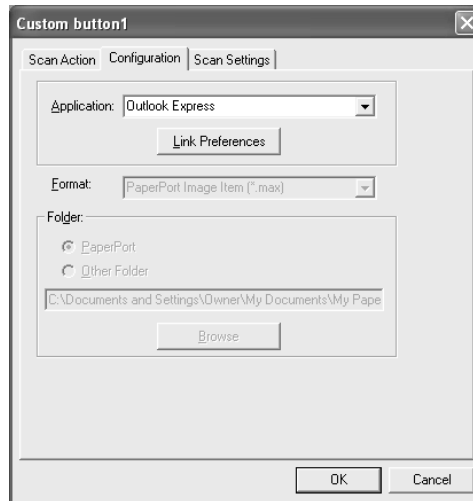 Custom button1
Scan Action Configuration Scan Settings
Application: Outlook Express
Link Preferences
Format: PaperPort Image Item (*.max)
Folder:
PaperPort
Other Folder
C:\Documents and Settings\Owner\My Documents\My Pape
Browse
OK Cancel